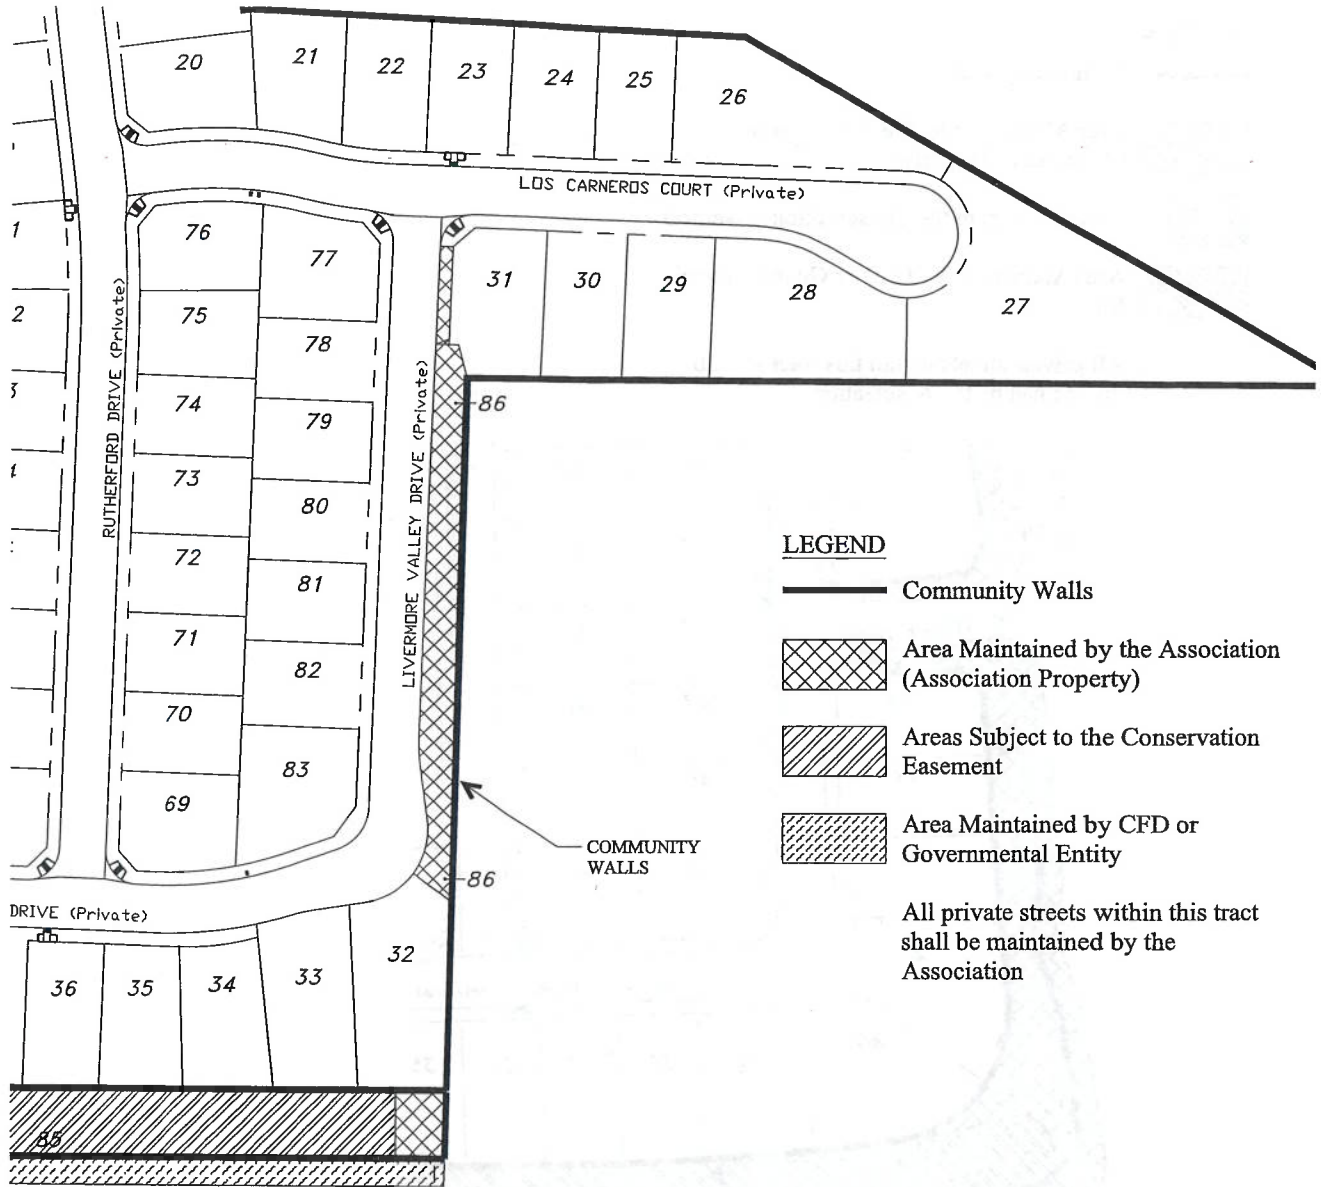 20
21
22
23
24
25
26
LOS CARNEROS COURT (Private)
1
76
77
31
30
29
28
27
2
75
78
RUTHERFORD DRIVE (Private)
LIVERMORE VALLEY DRIVE (Private)
74
79
86
73
80
72
81
71
82
70
83
69
86
COMMUNITY
WALLS
DRIVE (Private)
36
35
34
33
32
85
LEGEND
Community Walls
Area Maintained by the Association
(Association Property)
Areas Subject to the Conservation
Easement
Area Maintained by CFD or
Governmental Entity
All private streets within this tract
shall be maintained by the
Association